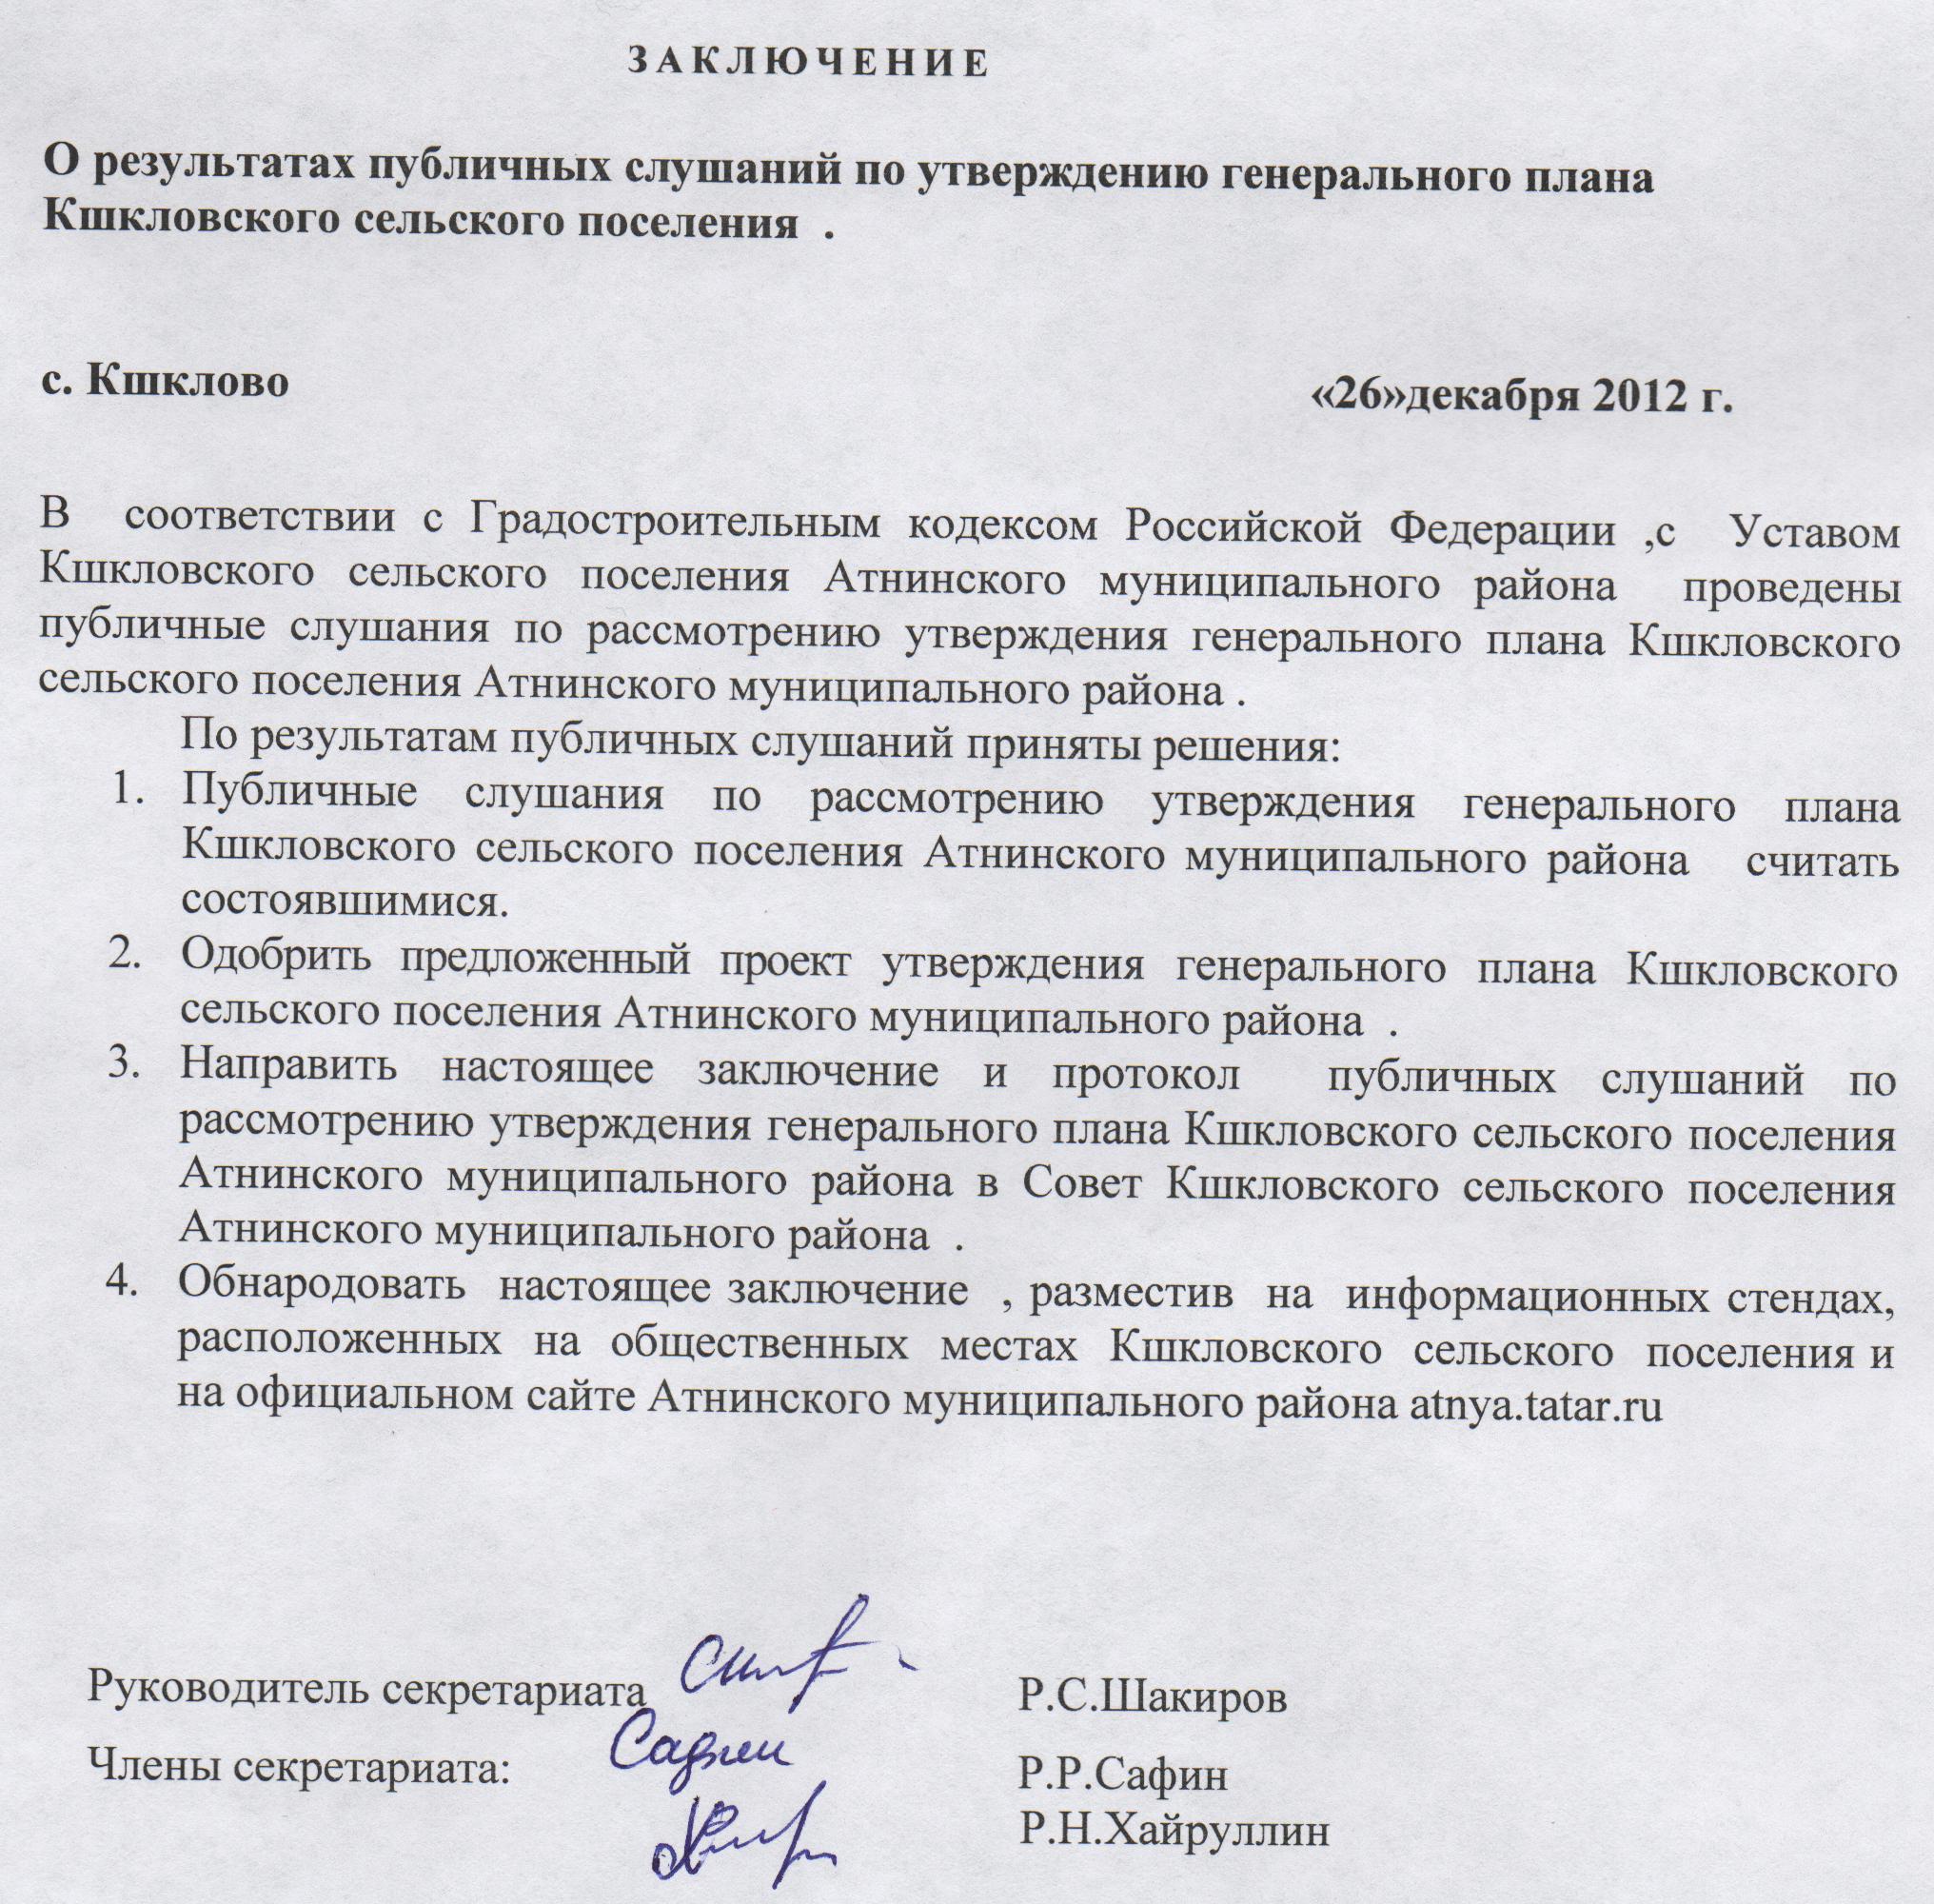 ЗАКЛЮЧЕНИЕ
О результатах публичных слушаний по утверждению генерального плана
Кшкловского сельского поселения .
с. Кшклово «26»декабря 2012 г.
В соответствии с Градостроительным кодексом Российской Федерации ,с Уставом
Кшкловского сельского поселения Атнинского муниципального района проведены
публичные слушания по рассмотрению утверждения генерального плана Кшкловского
сельского поселения Атнинского муниципального района .
По результатам публичных слушаний приняты решения:
1. Публичные слушания по рассмотрению утверждения генерального плана
Кшкловского сельского поселения Атнинского муниципального района считать
состоявшимися.
2. Одобрить предложенный проект утверждения генерального плана Кшкловского
сельского поселения Атнинского муниципального района .
3. Направить настоящее заключение и протокол публичных слушаний по
рассмотрению утверждения генерального плана Кшкловского сельского поселения
Атнинского муниципального района в Совет Кшкловского сельского поселения
Атнинского муниципального района .
4. Обнародовать настоящее заключение , разместив на информационных стендах,
расположенных на общественных местах Кшкловского сельского поселения и
на официальном сайте Атнинского муниципального района atnya.tatar.ru
Руководитель секретариата Р.С.Шакиров
Члены секретариата: Р.Р.Сафин
Р.Н.Хайруллин